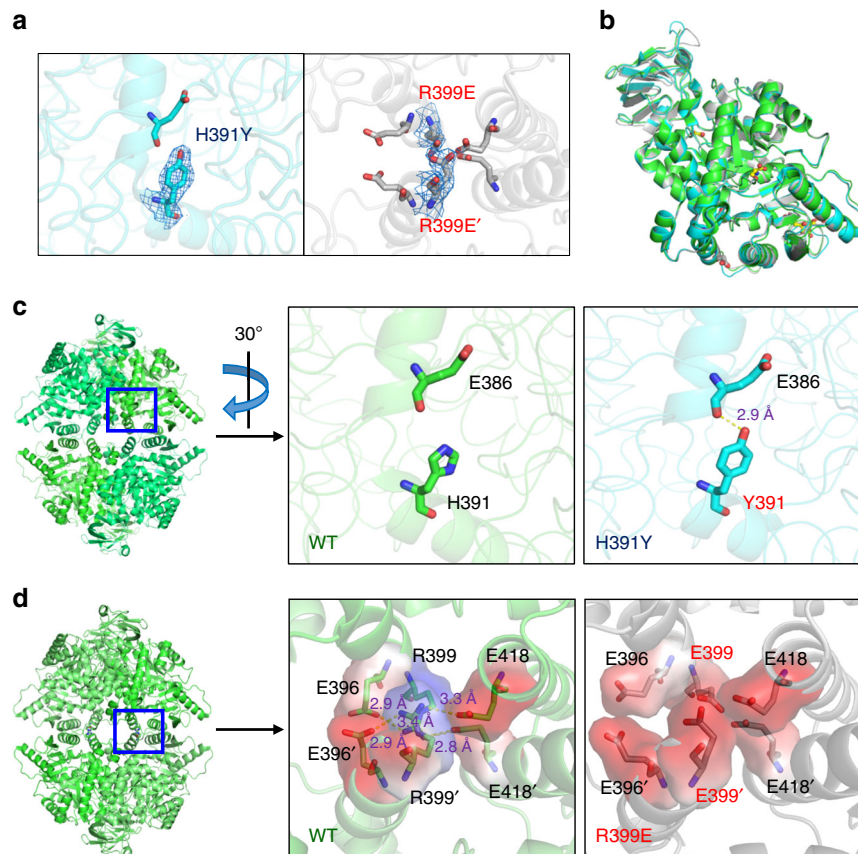 a
b
H391Y
R399E
R399E′
c
30°
E386
H391
WT
E386
2.9 Å
Y391
H391Y
d
E396
R399
E418
2.9 Å
3.3 Å
3.4 Å
2.9 Å
2.8 Å
E396′
R399′
E418′
WT
E396
E399
E418
E396′
E399′
E418′
R399E